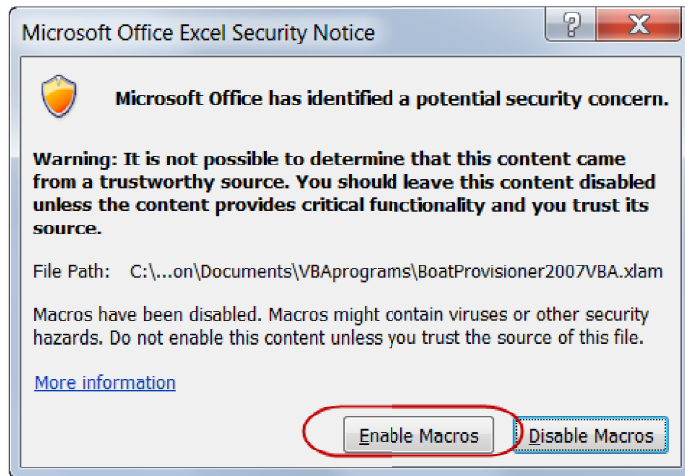 Microsoft Office Excel Security Notice
Microsoft Office has identified a potential security concern.
Warning: It is not possible to determine that this content came
from a trustworthy source. You should leave this content disabled
unless the content provides critical functionality and you trust its
source.
File Path: C:\...on\Documents\VBAprograms\BoatProvisioner2007VBA.xlam
Macros have been disabled. Macros might contain viruses or other security
hazards. Do not enable this content unless you trust the source of this file.
More information
Enable Macros Disable Macros